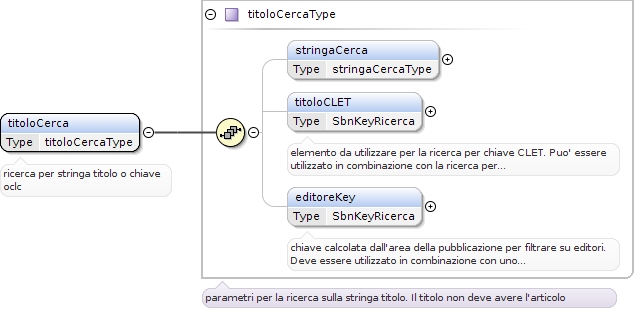 titoloCercaType
stringaCerca
Type stringaCercaType
titoloCLET
Type SbnKeyRicerca
elemento da utilizzare per la ricerca per chiave CLET. Puo' essere
utilizzato in combinazione con la ricerca per...
titoloCerca
Type titoloCercaType
ricerca per stringa titolo o chiave
oclc
editoreKey
Type SbnKeyRicerca
chiave calcolata dall'area della pubblicazione per filtrare su editori.
Deve essere utilizzato in combinazione con uno...
parametri per la ricerca sulla stringa titolo. Il titolo non deve avere l'articolo